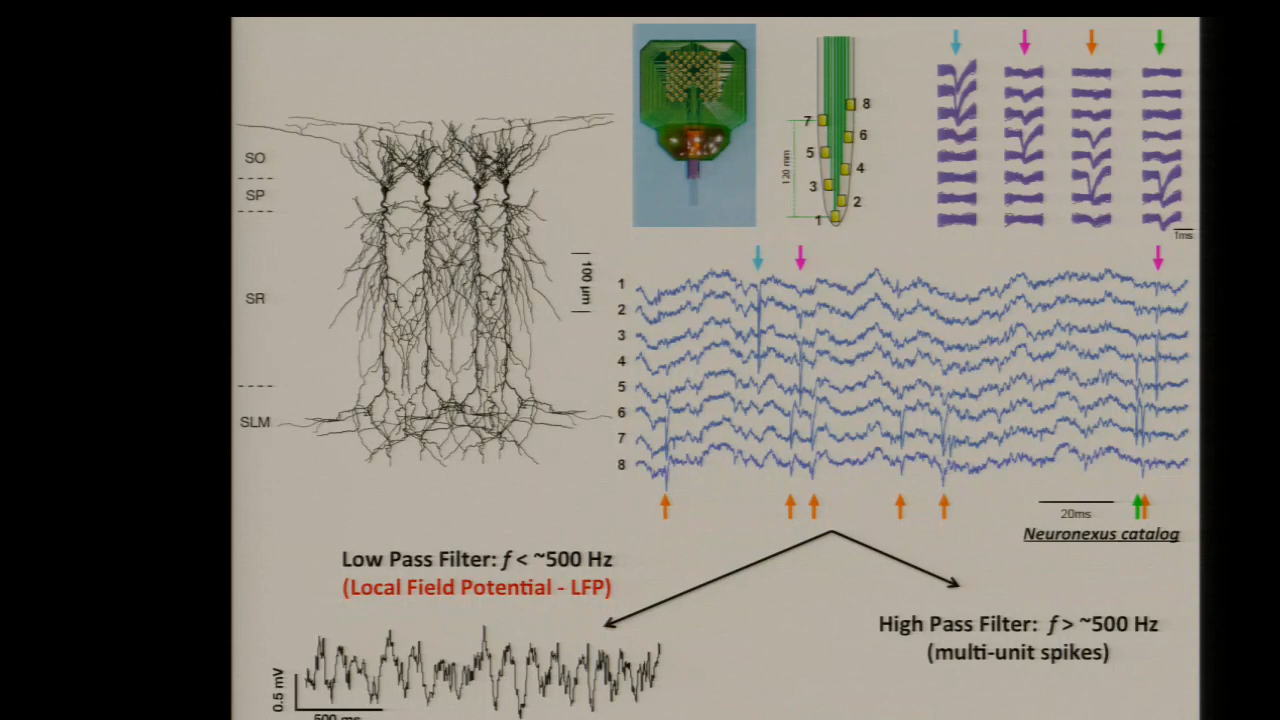 SO
SP
SR
SLM
100 µm
8
7
6
5
4
3
2
1
120 mm
1ms
1
2
3
4
5
6
7
8
20ms
Neuronexus catalog
Low Pass Filter: f < ~500 Hz
(Local Field Potential - LFP)
High Pass Filter: f > ~500 Hz
(multi-unit spikes)
0.5 mV
500 ms